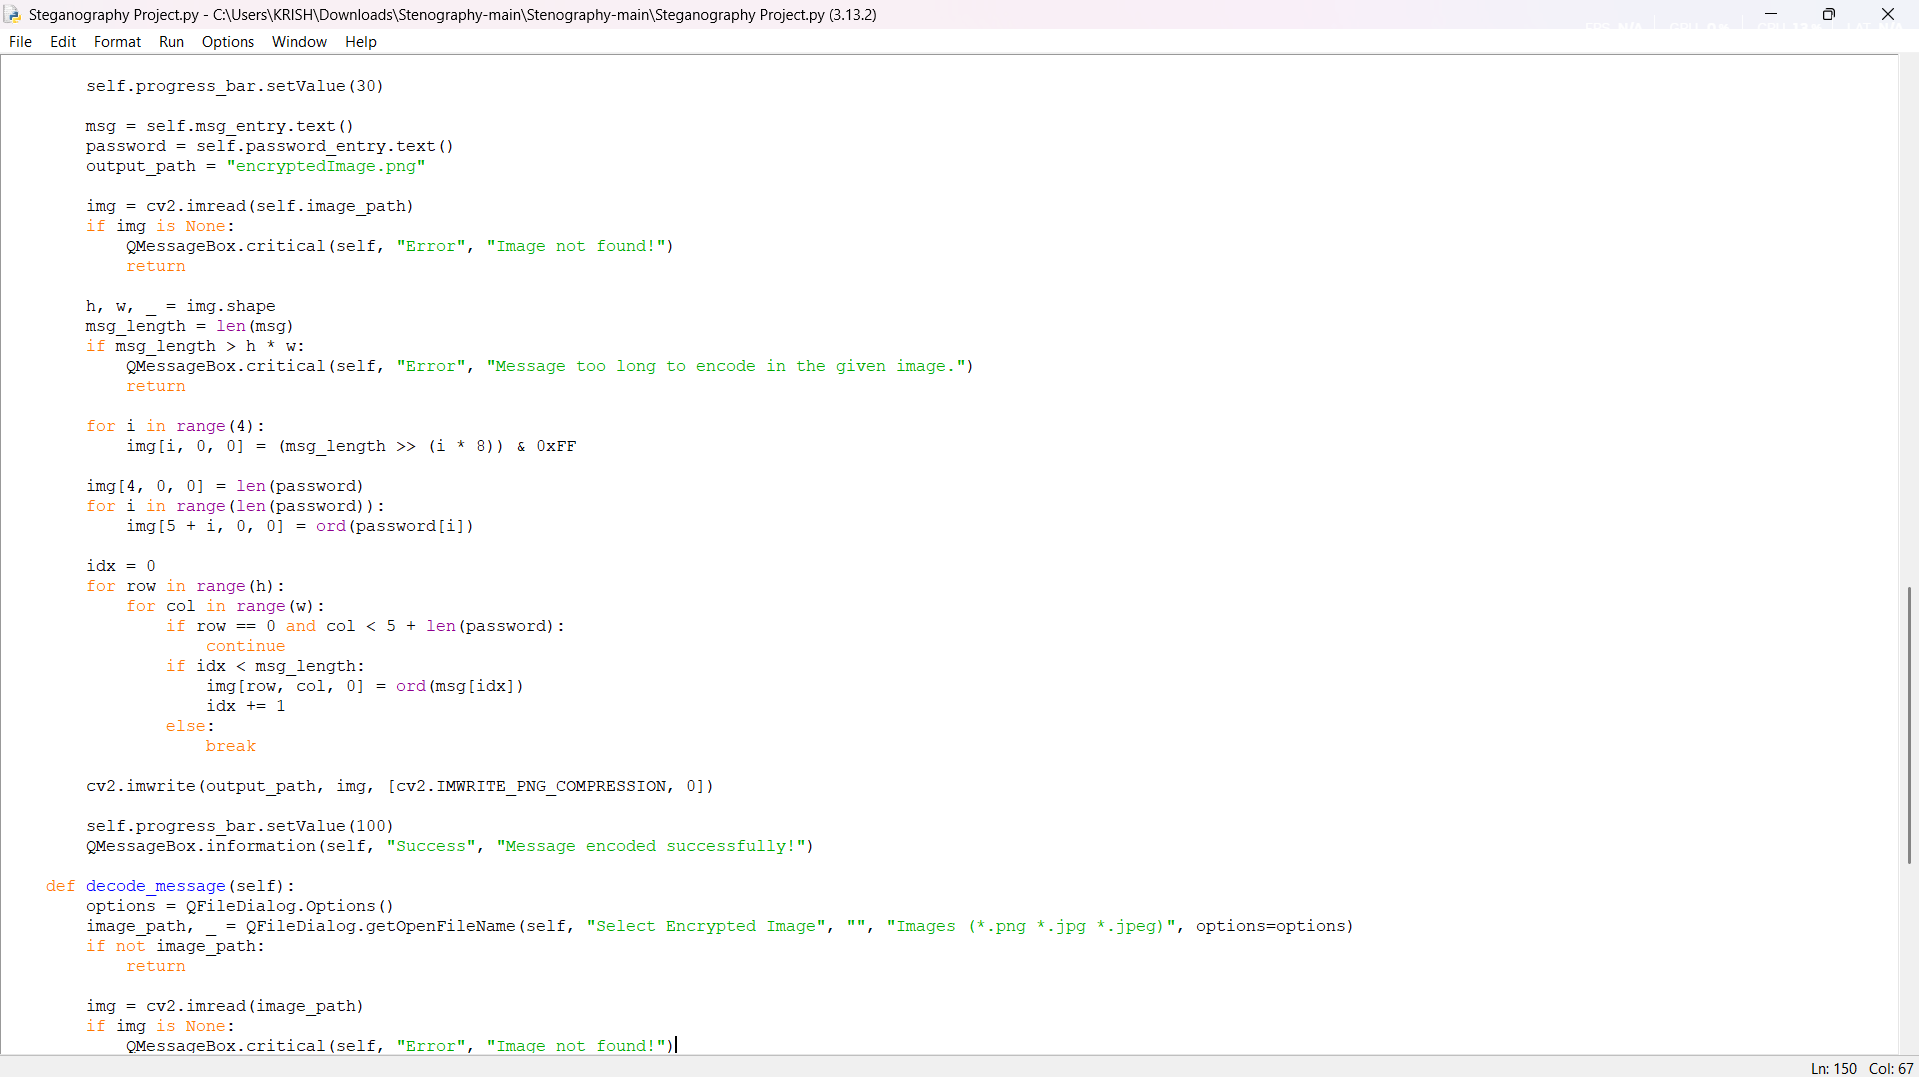 Steganography Project.py - C:\Users\KRISH\Downloads\Stenography-main\Stenography-main\Steganography Project.py (3.13.2)
File Edit Format Run Options Window Help
        self.progress_bar.setValue(30)

        msg = self.msg_entry.text()
        password = self.password_entry.text()
        output_path = "encryptedImage.png"

        img = cv2.imread(self.image_path)
        if img is None:
            QMessageBox.critical(self, "Error", "Image not found!")
            return

        h, w, _ = img.shape
        msg_length = len(msg)
        if msg_length > h * w:
            QMessageBox.critical(self, "Error", "Message too long to encode in the given image.")
            return

        for i in range(4):
            img[i, 0, 0] = (msg_length >> (i * 8)) & 0xFF

        img[4, 0, 0] = len(password)
        for i in range(len(password)):
            img[5 + i, 0, 0] = ord(password[i])

        idx = 0
        for row in range(h):
            for col in range(w):
                if row == 0 and col < 5 + len(password):
                    continue
                if idx < msg_length:
                    img[row, col, 0] = ord(msg[idx])
                    idx += 1
                else:
                    break

        cv2.imwrite(output_path, img, [cv2.IMWRITE_PNG_COMPRESSION, 0])

        self.progress_bar.setValue(100)
        QMessageBox.information(self, "Success", "Message encoded successfully!")

    def decode_message(self):
        options = QFileDialog.Options()
        image_path, _ = QFileDialog.getOpenFileName(self, "Select Encrypted Image", "", "Images (*.png *.jpg *.jpeg)", options=options)
        if not image_path:
            return

        img = cv2.imread(image_path)
        if img is None:
            QMessageBox.critical(self, "Error", "Image not found!")
Ln: 150 Col: 67